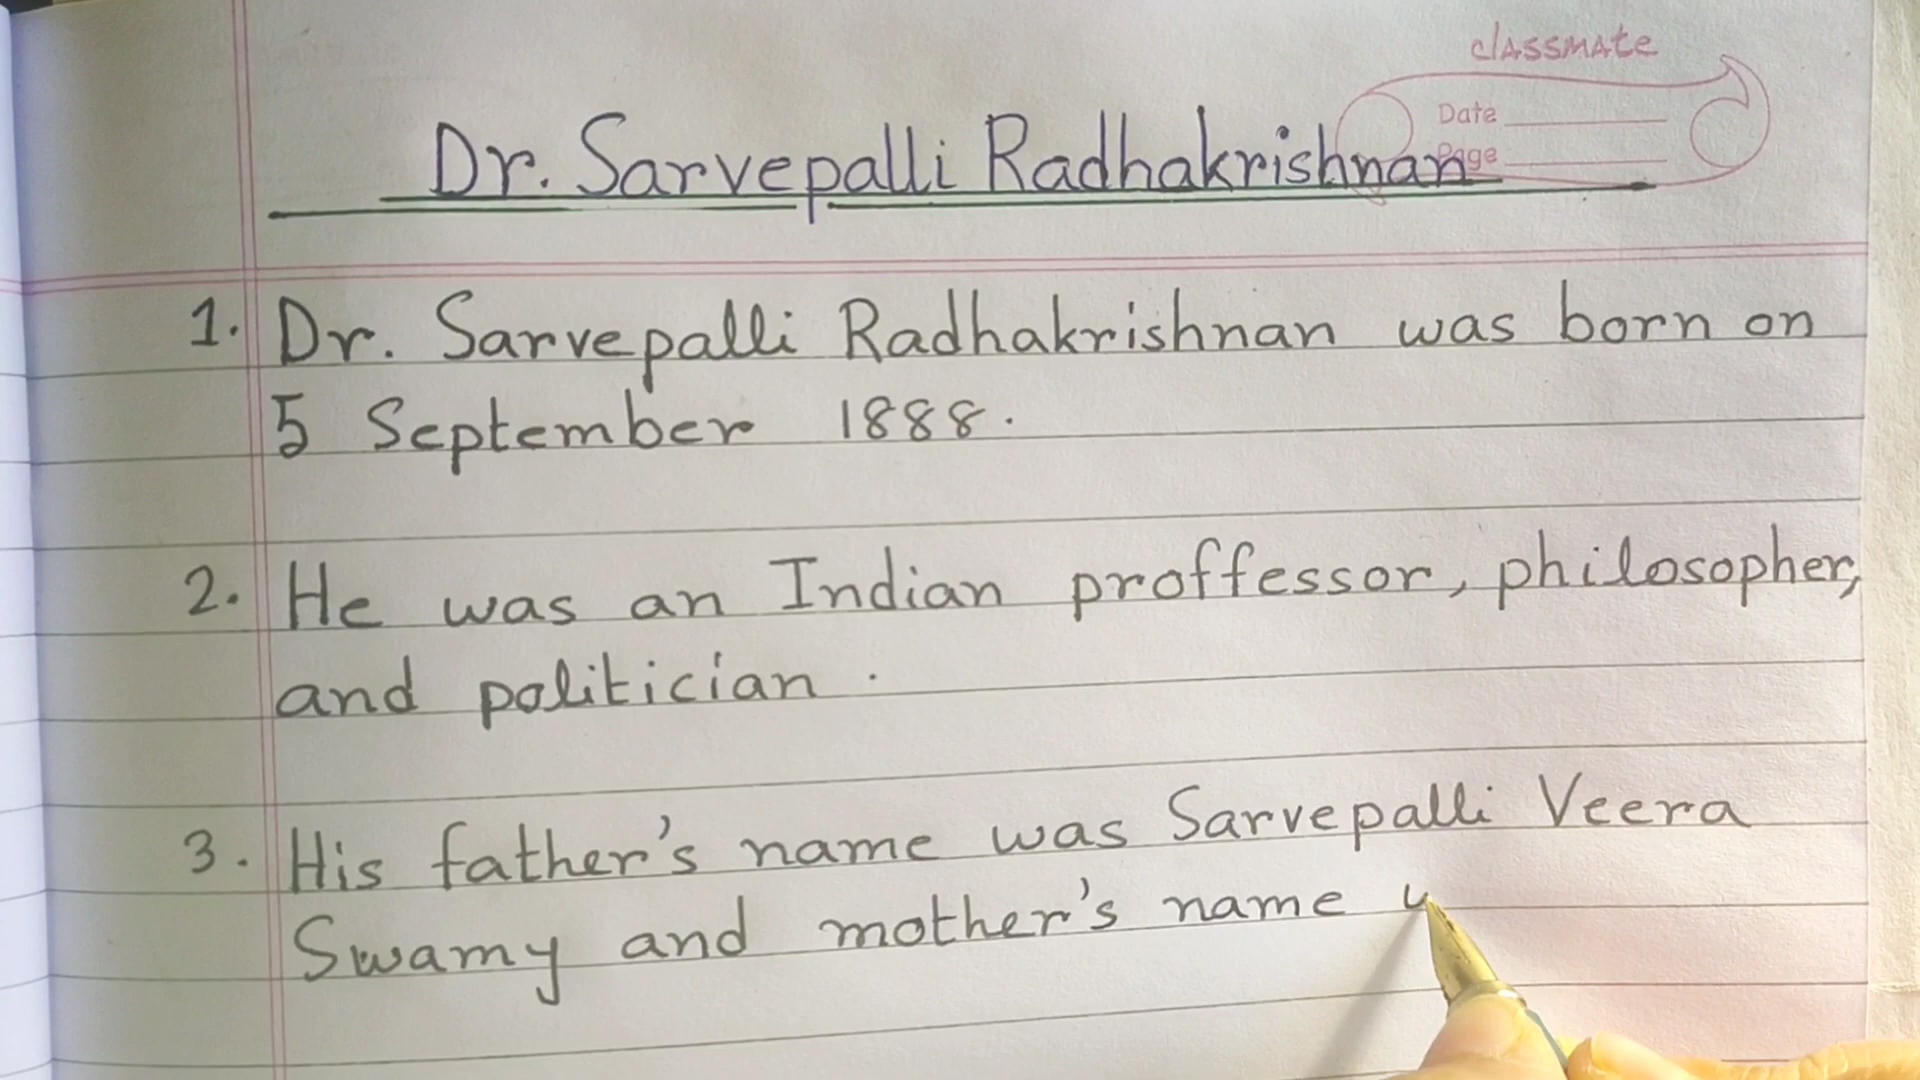 classmate
Date
Page
Dr. Sarvepalli Radhakrishnan
1. Dr. Sarvepalli Radhakrishnan was born on
5 September 1888.
2. He was an Indian proffessor, philosopher,
and politician.
3. His father's name was Sarvepalli Veera
Swamy and mother's name